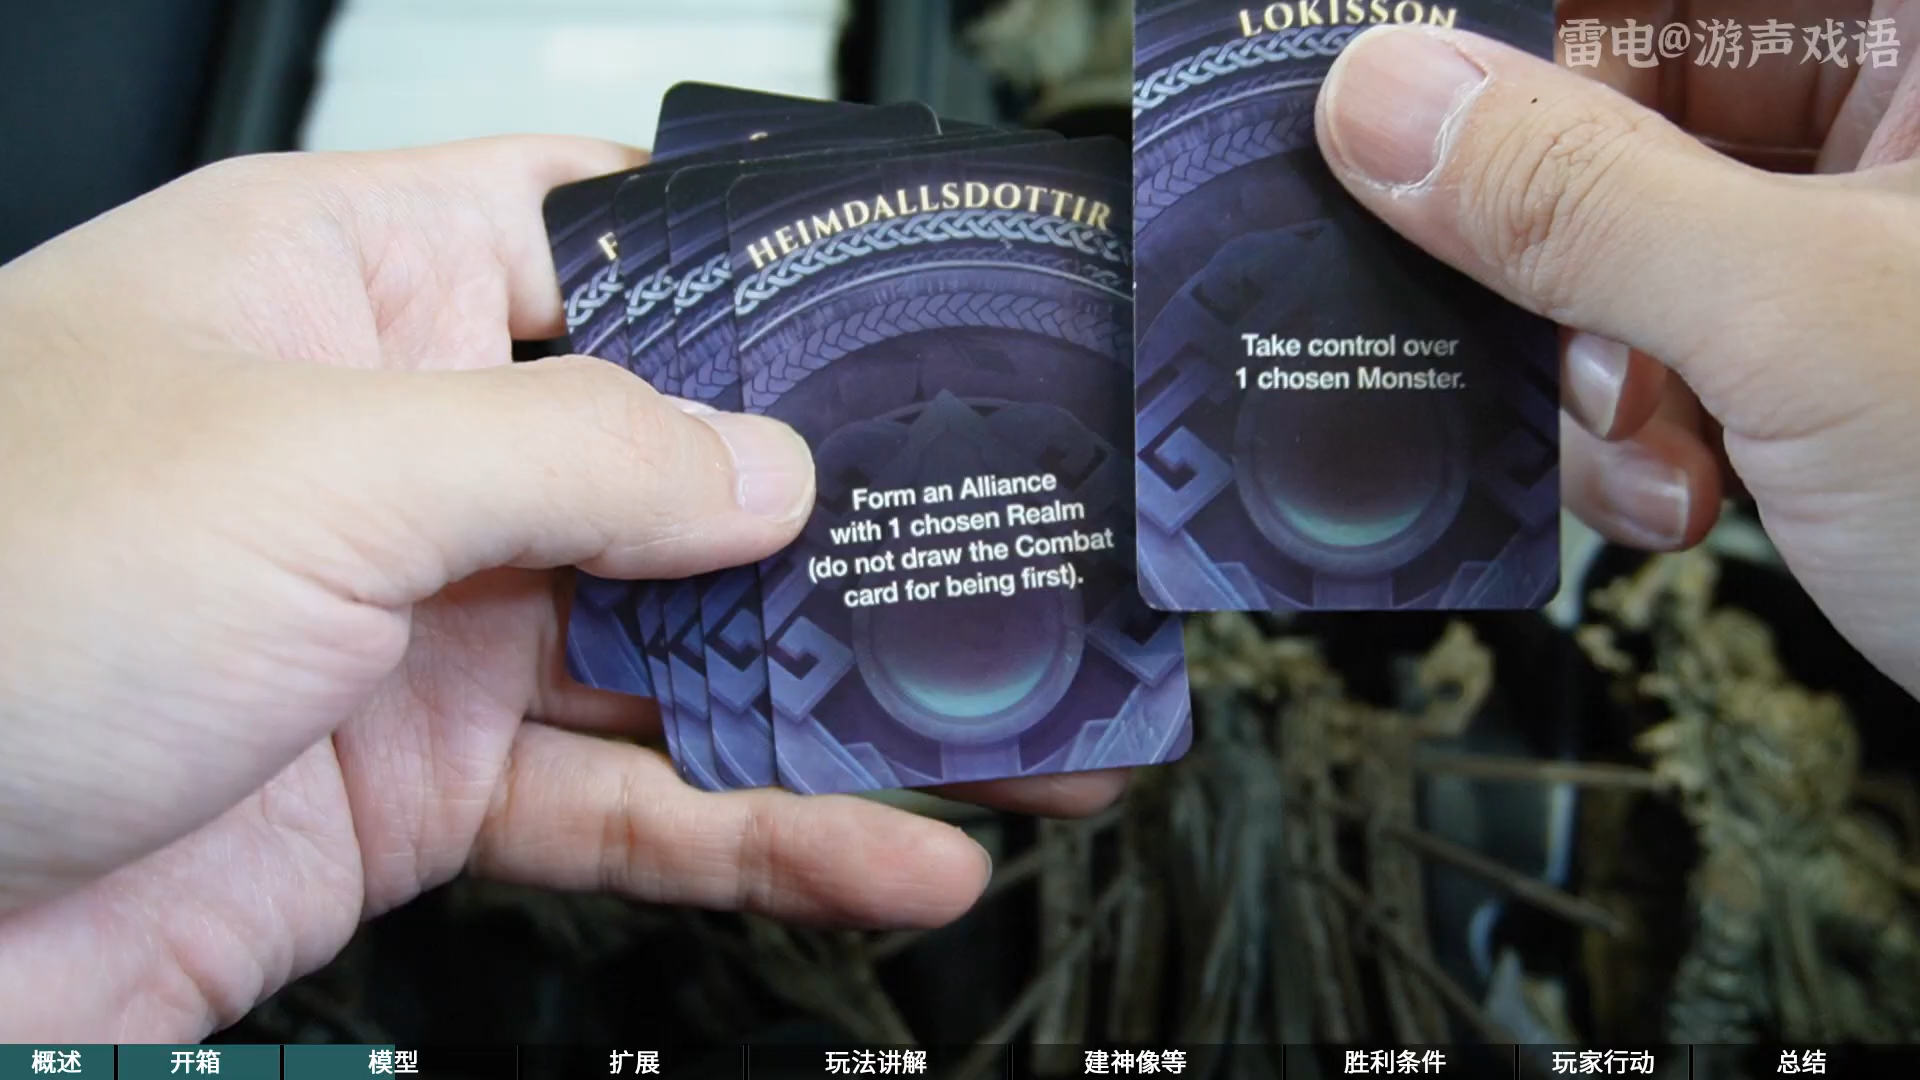 LOKISSON
雷电@游声戏语
HEIMDALLSDOTTIR
F
Take control over
1 chosen Monster.
Form an Alliance
with 1 chosen Realm
(do not draw the Combat
card for being first).
概述
开箱
模型
扩展
玩法讲解
建神像等
胜利条件
玩家行动
总结